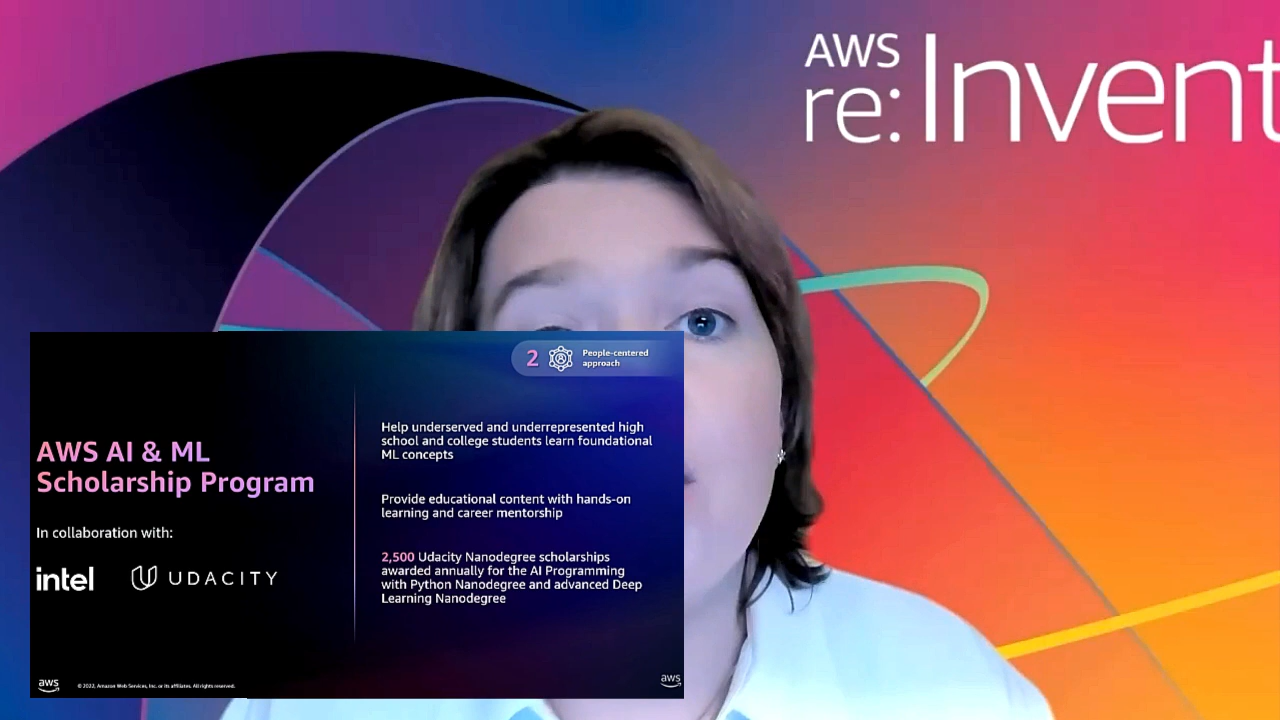 AWS
re:Invent
2
People-centered
approach
AWS AI & ML
Scholarship Program
In collaboration with:
intel
UDACITY
Help underserved and underrepresented high
school and college students learn foundational
ML concepts
Provide educational content with hands-on
learning and career mentorship
2,500 Udacity Nanodegree scholarships
awarded annually for the AI Programming
with Python Nanodegree and advanced Deep
Learning Nanodegree
aws
© 2022, Amazon Web Services, Inc. or its affiliates. All rights reserved.
aws